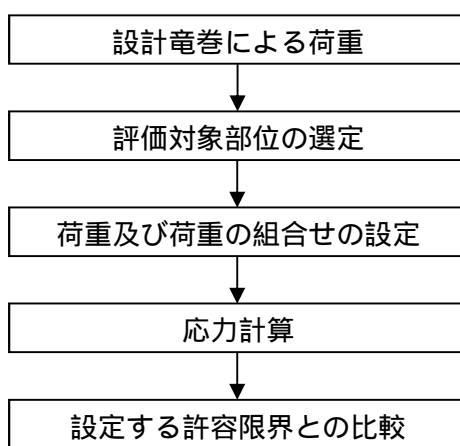 設計竜巻による荷重
評価対象部位の選定
荷重及び荷重の組合せの設定
応力計算
設定する許容限界との比較